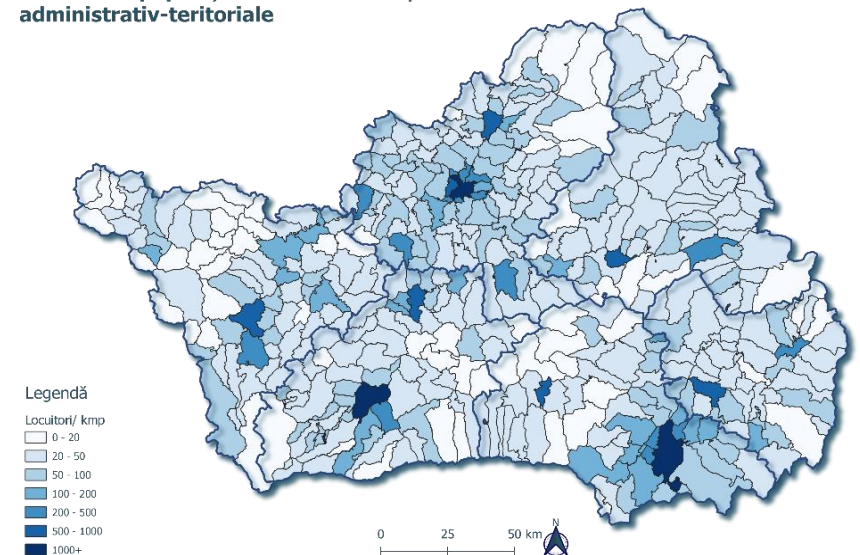 administrativ-teritoriale
Legendă
Locuitori/ kmp
0 - 20
20 - 50
50 - 100
100 - 200
200 - 500
500 - 1000
1000+
0 25 50 km
N